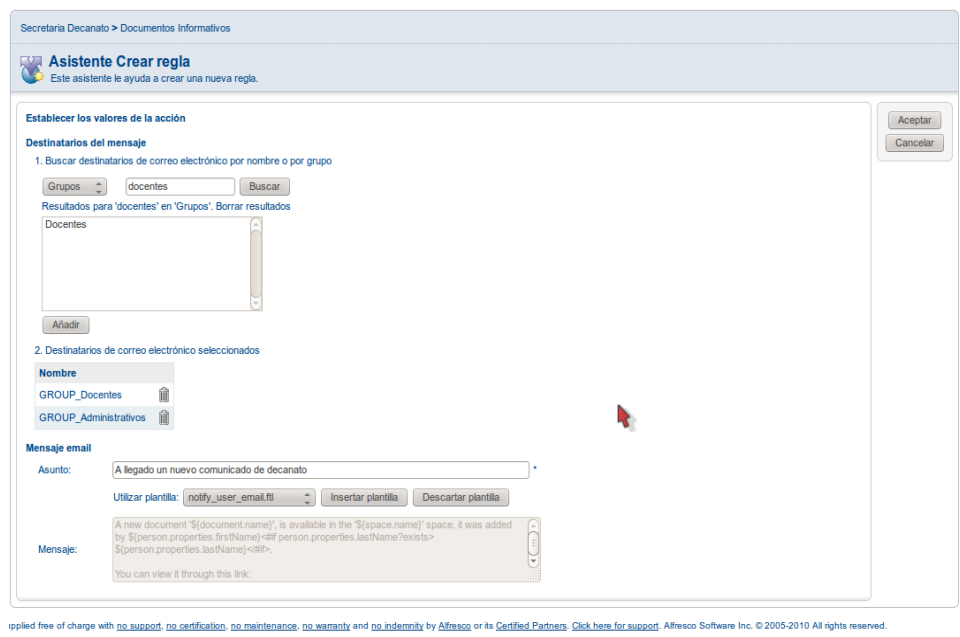 Secretaria Decanato > Documentos Informativos
Asistente Crear regla
Este asistente le ayuda a crear una nueva regla.
Establecer los valores de la acción
Aceptar
Cancelar
Destinatarios del mensaje
1. Buscar destinatarios de correo electrónico por nombre o por grupo
Grupos docentes Buscar
Resultados para 'docentes' en 'Grupos'. Borrar resultados
Docentes
Añadir
2. Destinatarios de correo electrónico seleccionados
Nombre
GROUP_Docentes
GROUP_Administrativos
Mensaje email
Asunto: A llegado un nuevo comunicado de decanato *
Utilizar plantilla: notify_user_email.ftl Insertar plantilla Descartar plantilla
Mensaje:
A new document '${document.name}', is available in the '${space.name}' space, it was added
by ${person.properties.firstName}<#if person.properties.lastName?exists>
${person.properties.lastName}</#if>.
You can view it through this link:
upplied free of charge with no support, no certification, no maintenance, no warranty and no indemnity by Alfresco or its Certified Partners. Click here for support. Alfresco Software Inc. © 2005-2010 All rights reserved.